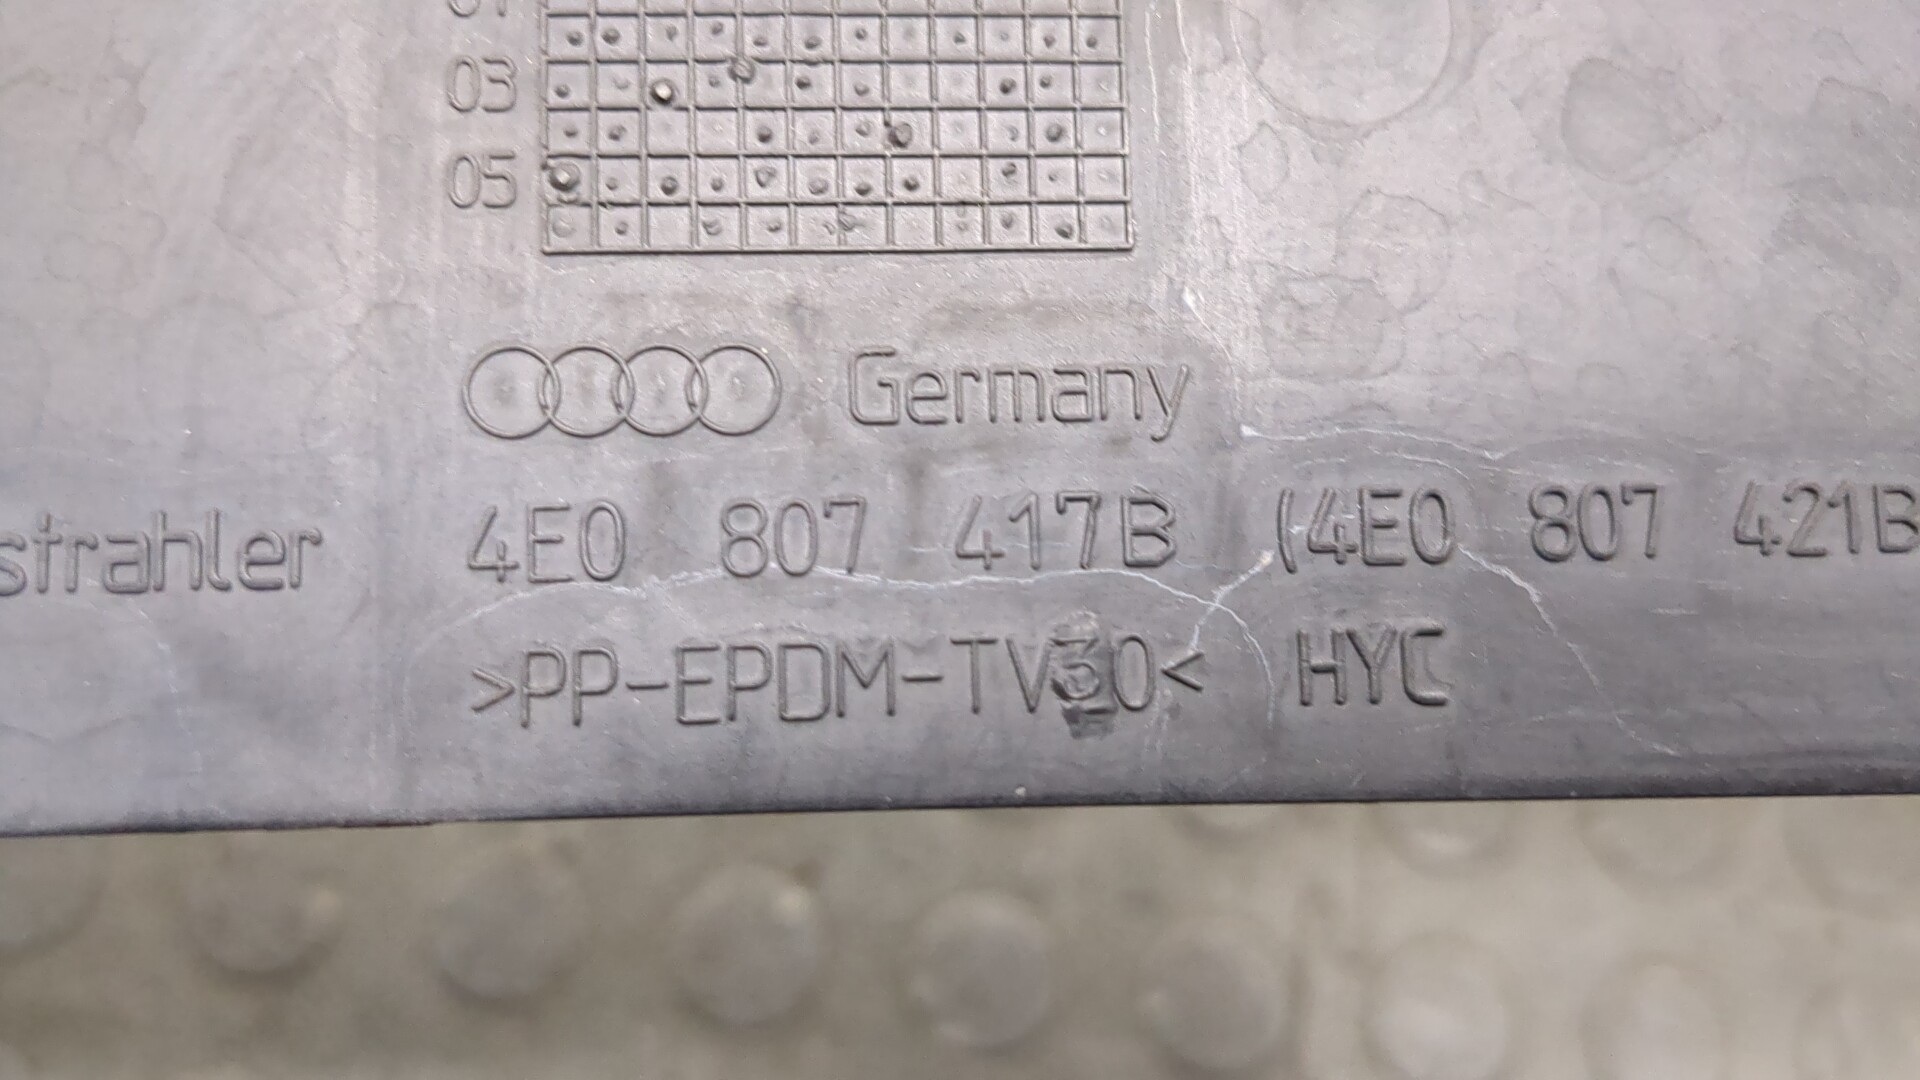 03
05
Germany
strahler 4E0 807 417B (4E0 807 421B
>PP-EPDM-TV30< HYC